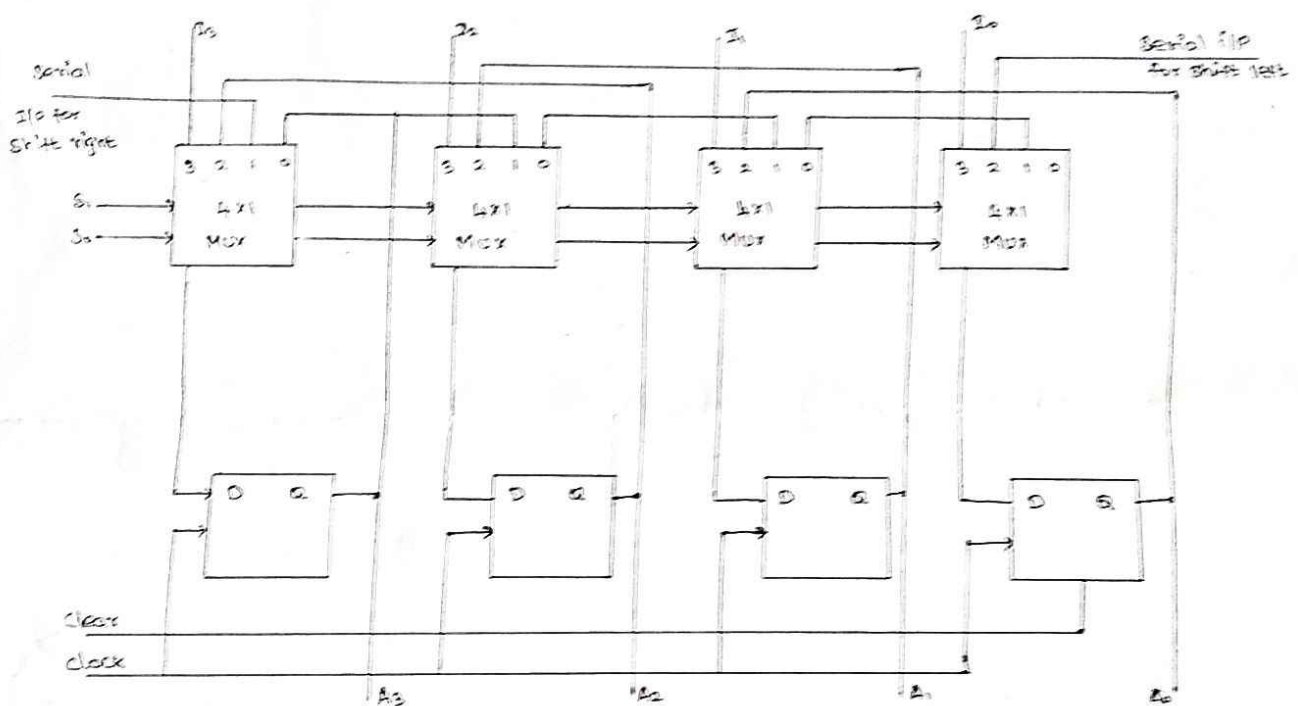 I3 I2 I1 I0
Serial
I/p for
Shift right
Serial i/p
for shift left
3 2 1 0 3 2 1 0 3 2 1 0 3 2 1 0
S1
S0
4x1 4x1 4x1 4x1
MUX MUX MUX MUX
D Q D Q D Q D Q
Clear
Clock
A3 A2 A1 A0